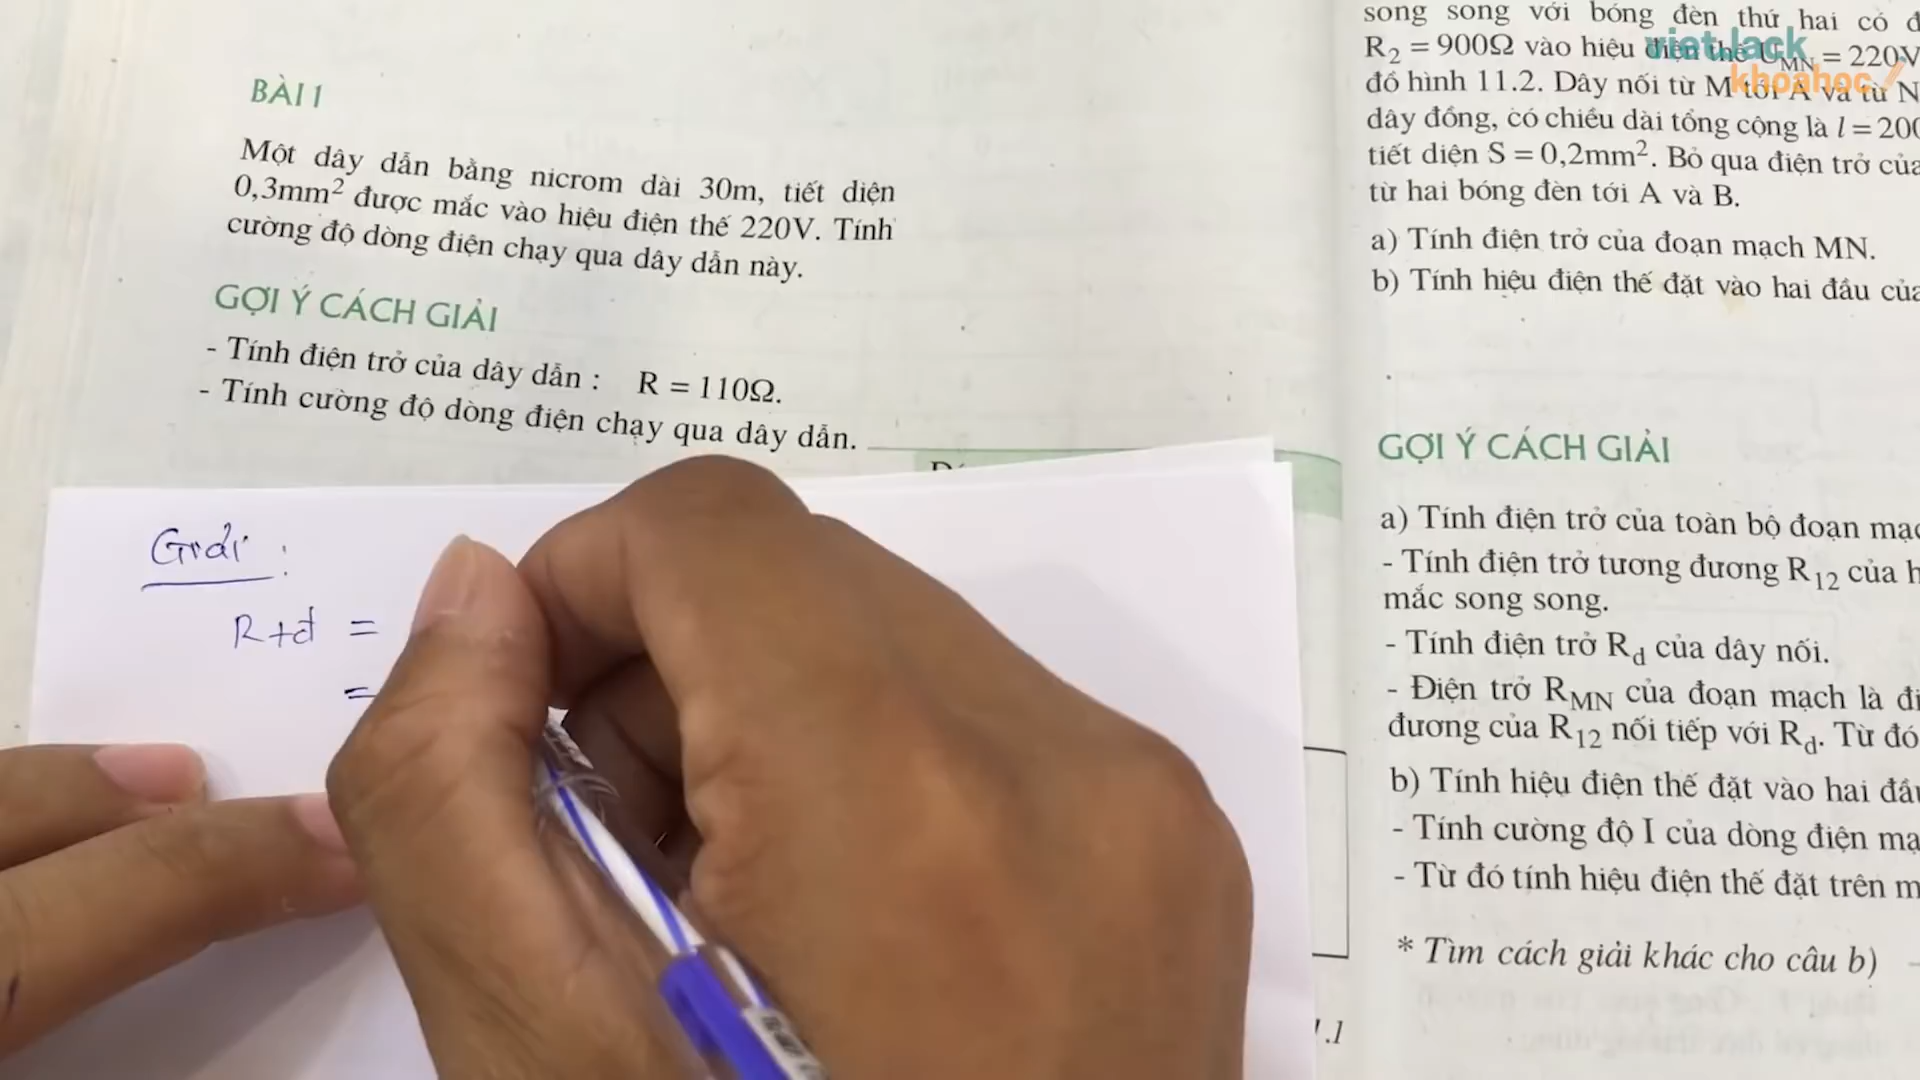 BÀI 1
Một dây dẫn bằng nicrom dài 30m, tiết diện
0,3mm² được mắc vào hiệu điện thế 220V. Tính
cường độ dòng điện chạy qua dây dẫn này.
GỢI Ý CÁCH GIẢI
- Tính điện trở của dây dẫn : R = 110Ω.
- Tính cường độ dòng điện chạy qua dây dẫn.
Giải :
R+đ =
=
song song với bóng đèn thứ hai có đ
R₂ = 900Ω vào hiệu điện thế U_MN = 220V
đồ hình 11.2. Dây nối từ M tới A và từ N
dây đồng, có chiều dài tổng cộng là l = 200
tiết diện S = 0,2mm². Bỏ qua điện trở của
từ hai bóng đèn tới A và B.
a) Tính điện trở của đoạn mạch MN.
b) Tính hiệu điện thế đặt vào hai đầu của
GỢI Ý CÁCH GIẢI
a) Tính điện trở của toàn bộ đoạn mạc
- Tính điện trở tương đương R₁₂ của h
mắc song song.
- Tính điện trở R_d của dây nối.
- Điện trở R_MN của đoạn mạch là đi
đương của R₁₂ nối tiếp với R_d. Từ đó
b) Tính hiệu điện thế đặt vào hai đầu
- Tính cường độ I của dòng điện mạ
- Từ đó tính hiệu điện thế đặt trên m
* Tìm cách giải khác cho câu b)
.1
viet jack
khoahoc